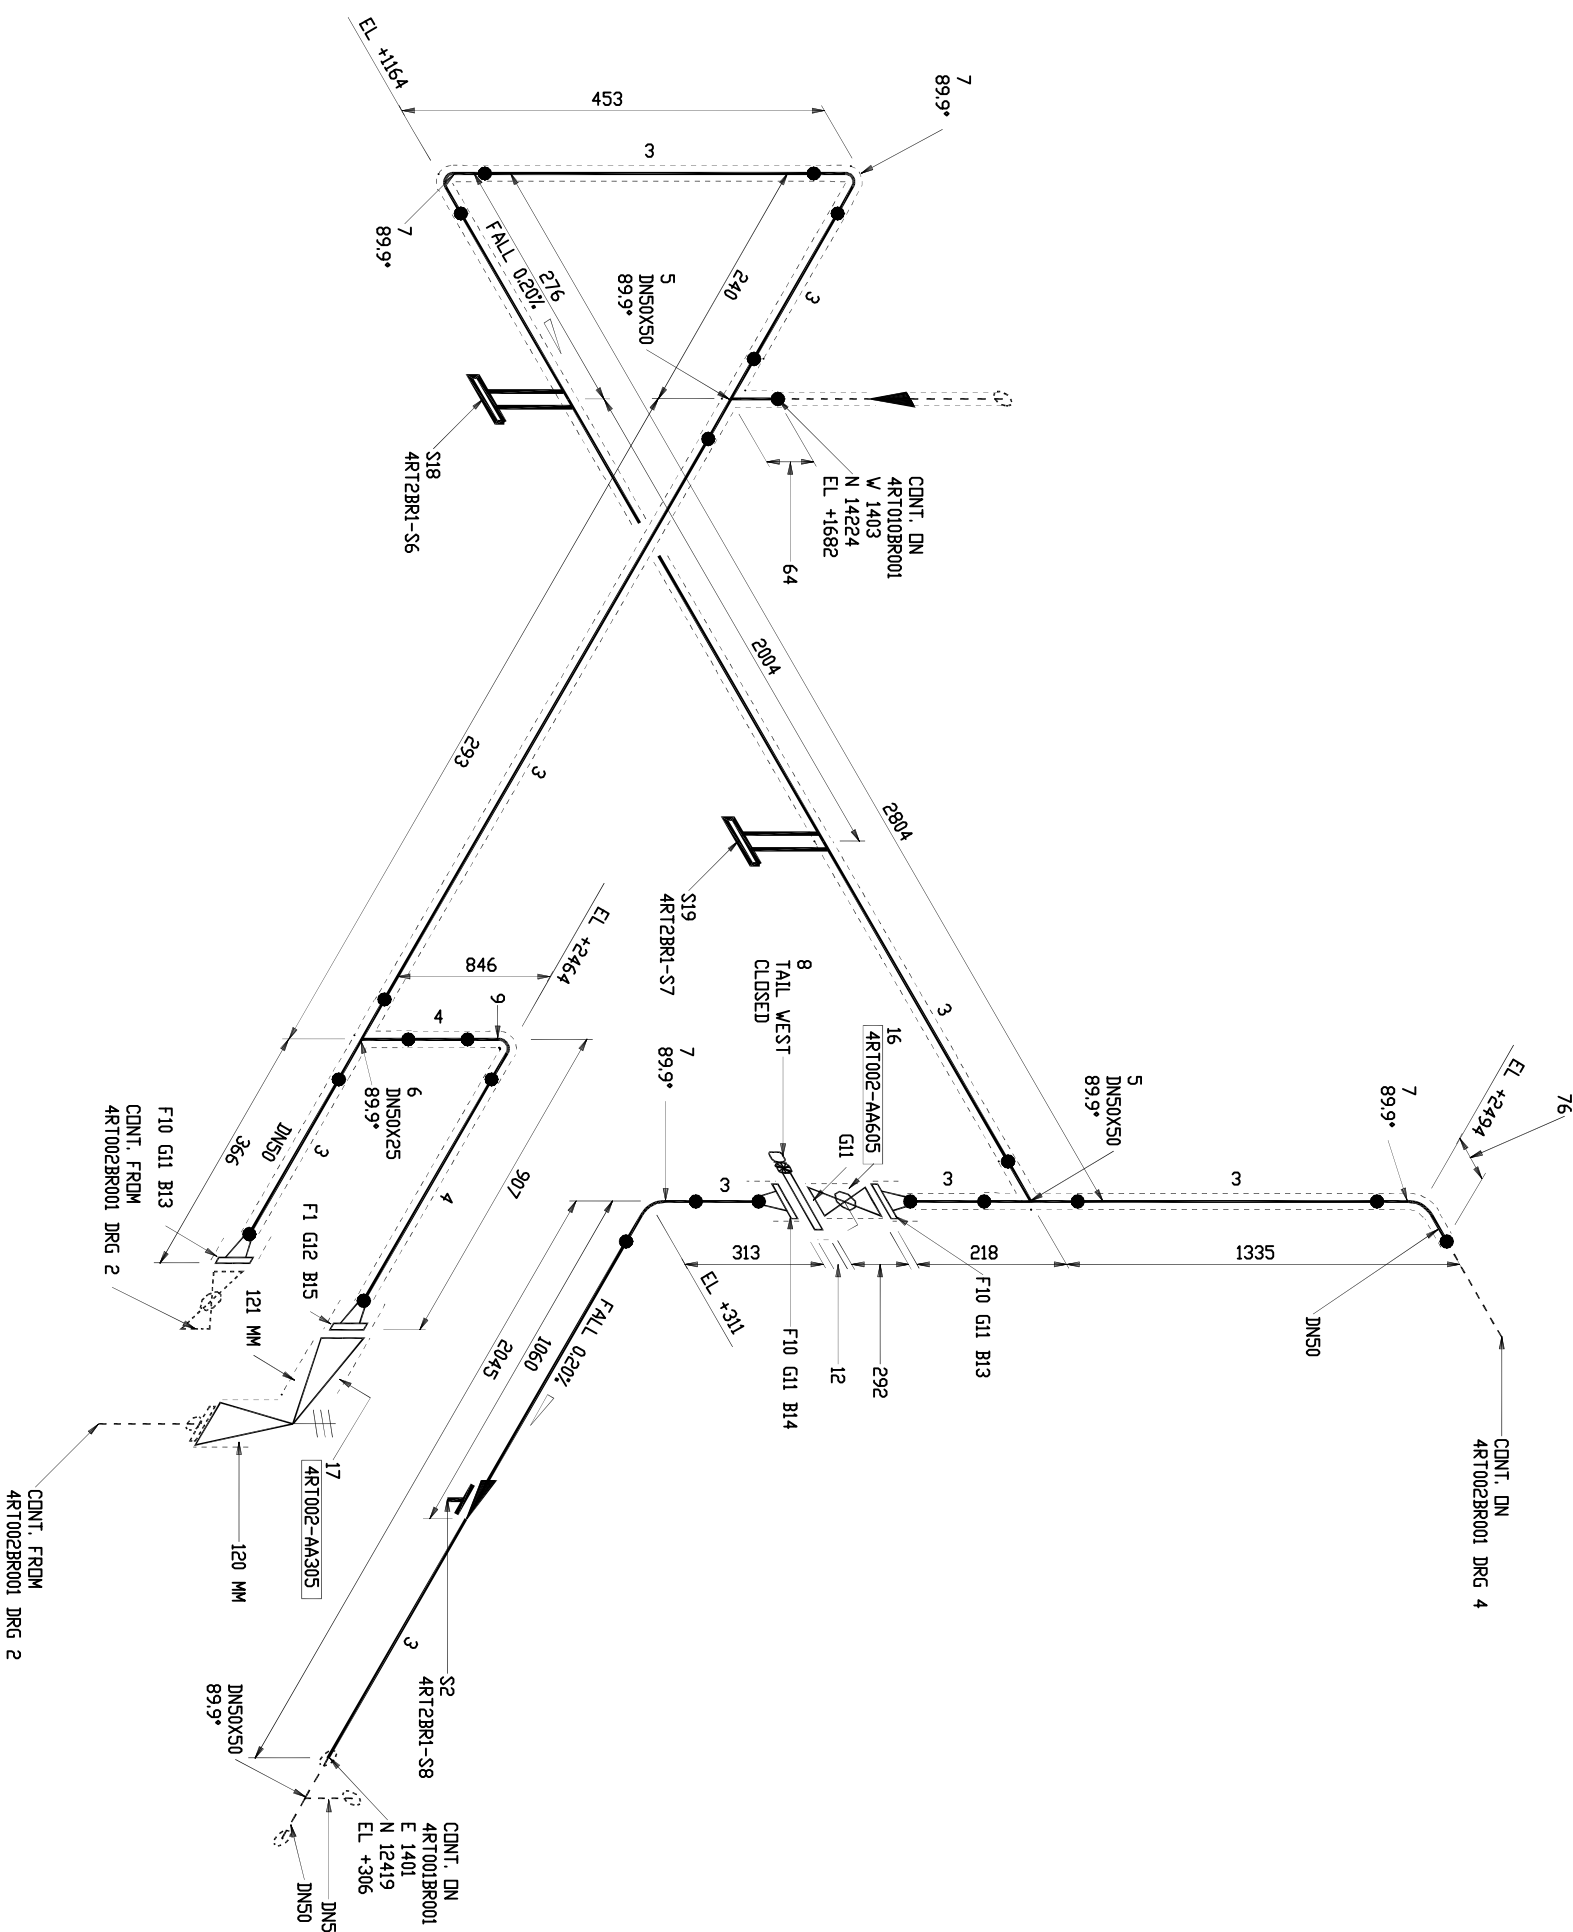 EL +1164
453
7
89.9°
3
7
89.9°
FALL 0.20%
276
240
3
5
DN50X50
89.9°
S18
4RT2BR1-S6
CONT. ON
4RT010BR001
W 1403
N 14224
EL +1682
64
2004
2804
293
3
S19
4RT2BR1-S7
3
EL +2464
846
9
4
6
DN50X25
89.9°
4
907
366
DN50
3
F10 G11 B13
CONT. FROM
4RT002BR001 DRG 2
F1 G12 B15
121 MM
120 MM
17
4RT002-AA305
CONT. FROM
4RT002BR001 DRG 2
8
TAIL WEST
CLOSED
16
4RT002-AA605
G11
7
89.9°
3
3
5
DN50X50
89.9°
3
7
89.9°
76
EL +2494
DN50
CONT. ON
4RT002BR001 DRG 4
313
12
292
218
1335
F10 G11 B13
F10 G11 B14
EL +311
FALL 0.20%
1060
2045
S2
4RT2BR1-S8
3
DN50X50
89.9°
CONT. ON
4RT001BR001
E 1401
N 12419
EL +306
DN50
DN5